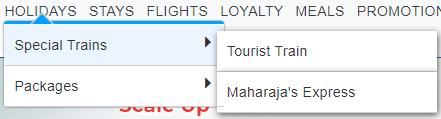 HOLIDAYS STAYS FLIGHTS LOYALTY MEALS PROMOTION
Special Trains
Tourist Train
Packages
Maharaja's Express